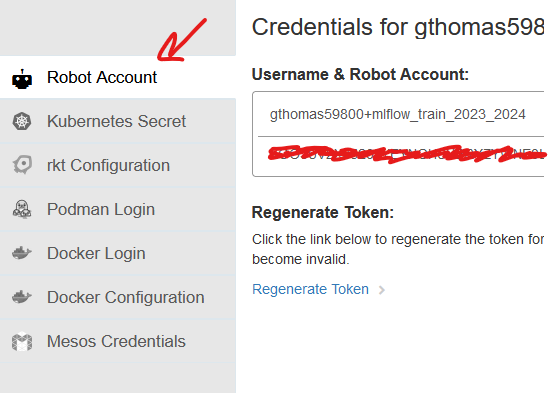 Robot Account
Kubernetes Secret
rkt Configuration
Podman Login
Docker Login
Docker Configuration
Mesos Credentials
Credentials for gthomas598
Username & Robot Account:
gthomas59800+mlflow_train_2023_2024
Regenerate Token:
Click the link below to regenerate the token for
become invalid.
Regenerate Token